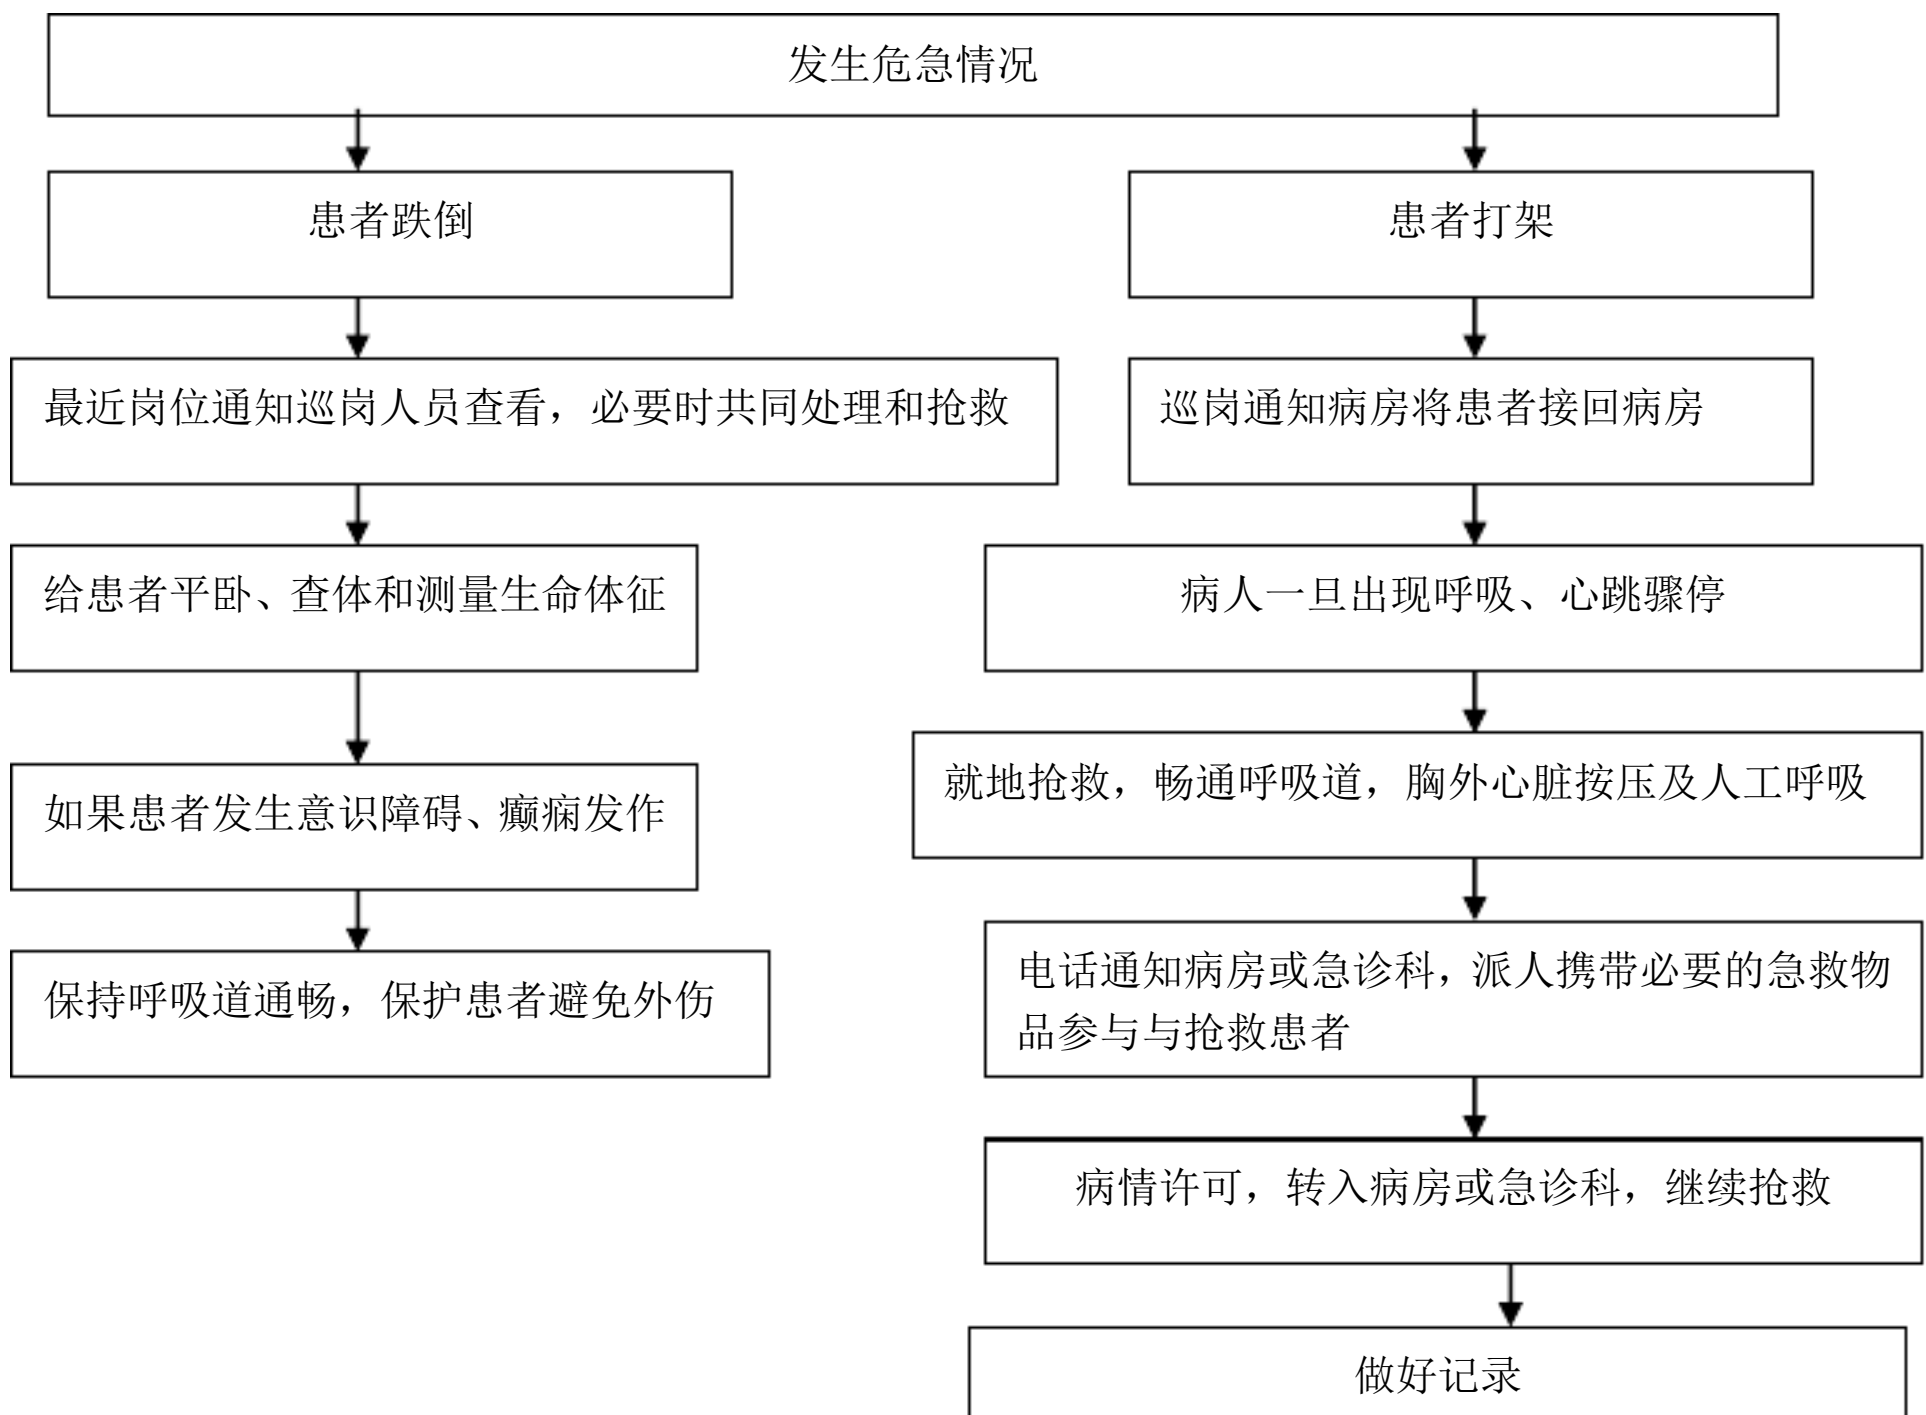 发生危急情况
患者跌倒
患者打架
最近岗位通知巡岗人员查看，必要时共同处理和抢救
巡岗通知病房将患者接回病房
给患者平卧、查体和测量生命体征
病人一旦出现呼吸、心跳骤停
就地抢救，畅通呼吸道，胸外心脏按压及人工呼吸
如果患者发生意识障碍、癫痫发作
电话通知病房或急诊科，派人携带必要的急救物
品参与与抢救患者
保持呼吸道通畅，保护患者避免外伤
病情许可，转入病房或急诊科，继续抢救
做好记录